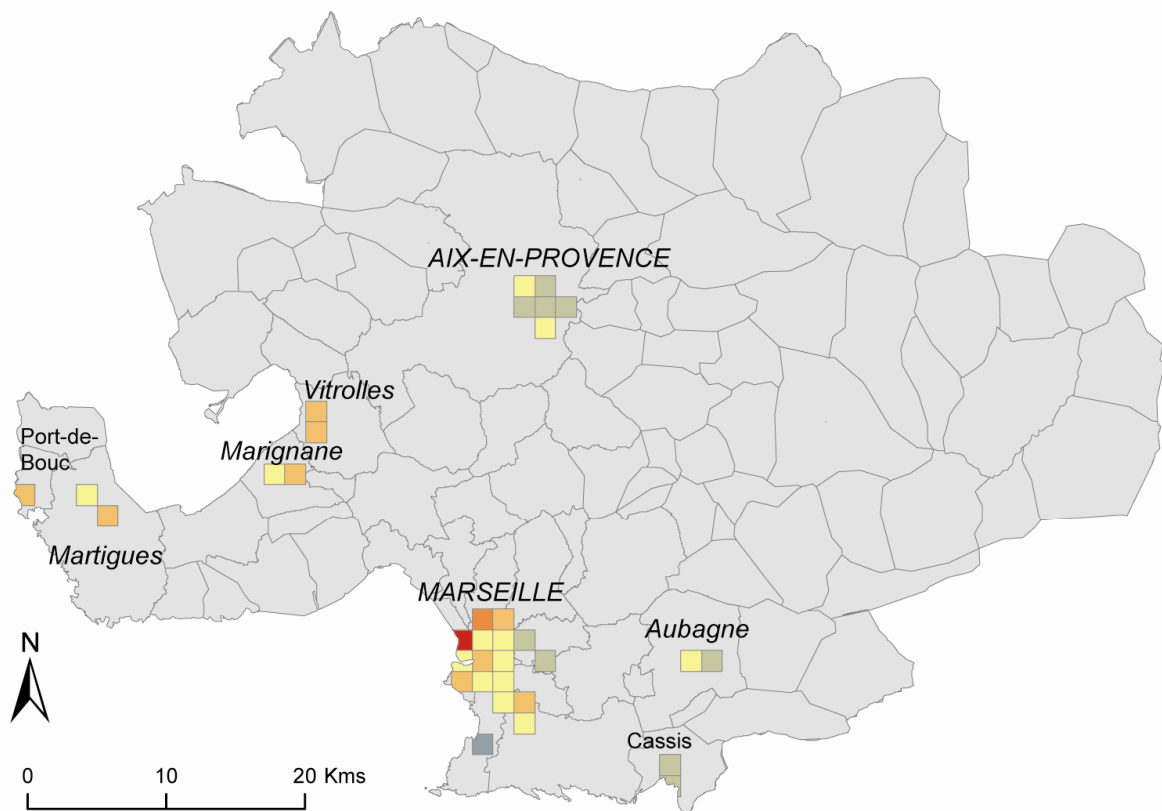 AIX-EN-PROVENCE
Vitrolles
Port-de-
Bouc
Marignane
Martigues
MARSEILLE
Aubagne
N
Cassis
0 10 20 Kms